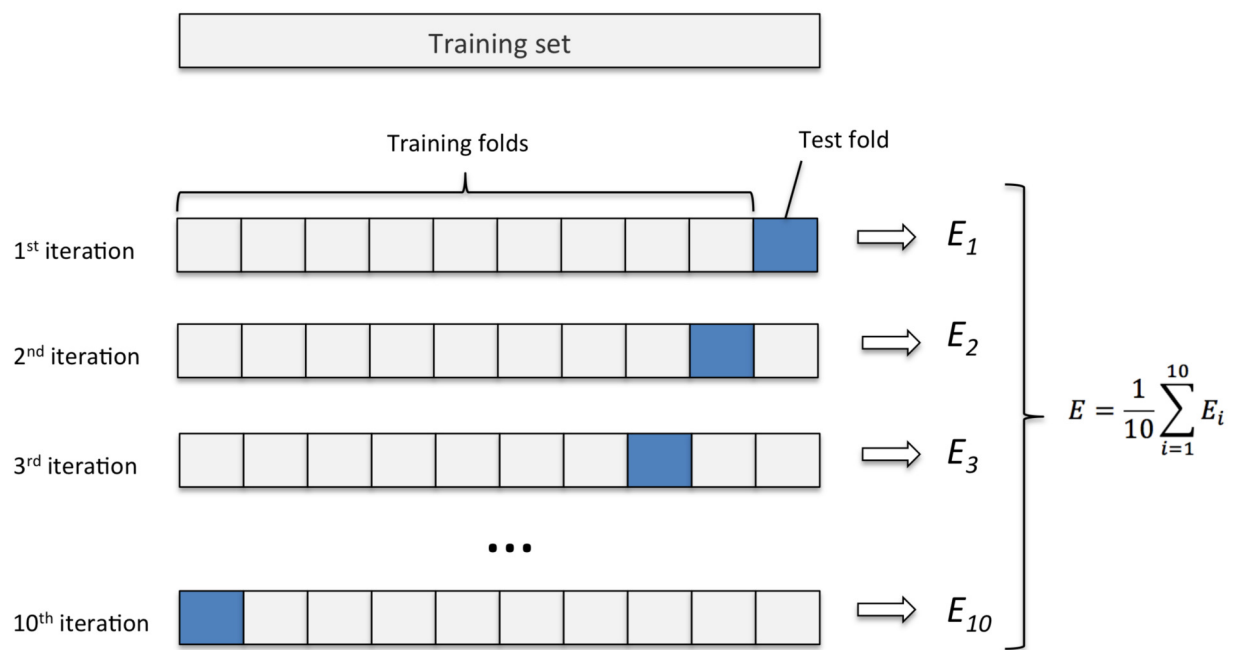 Training set
Training folds
Test fold
1st iteration
E1
2nd iteration
E2
3rd iteration
E3
...
10th iteration
E10
E = 1/10 ∑ i=1 10 Ei